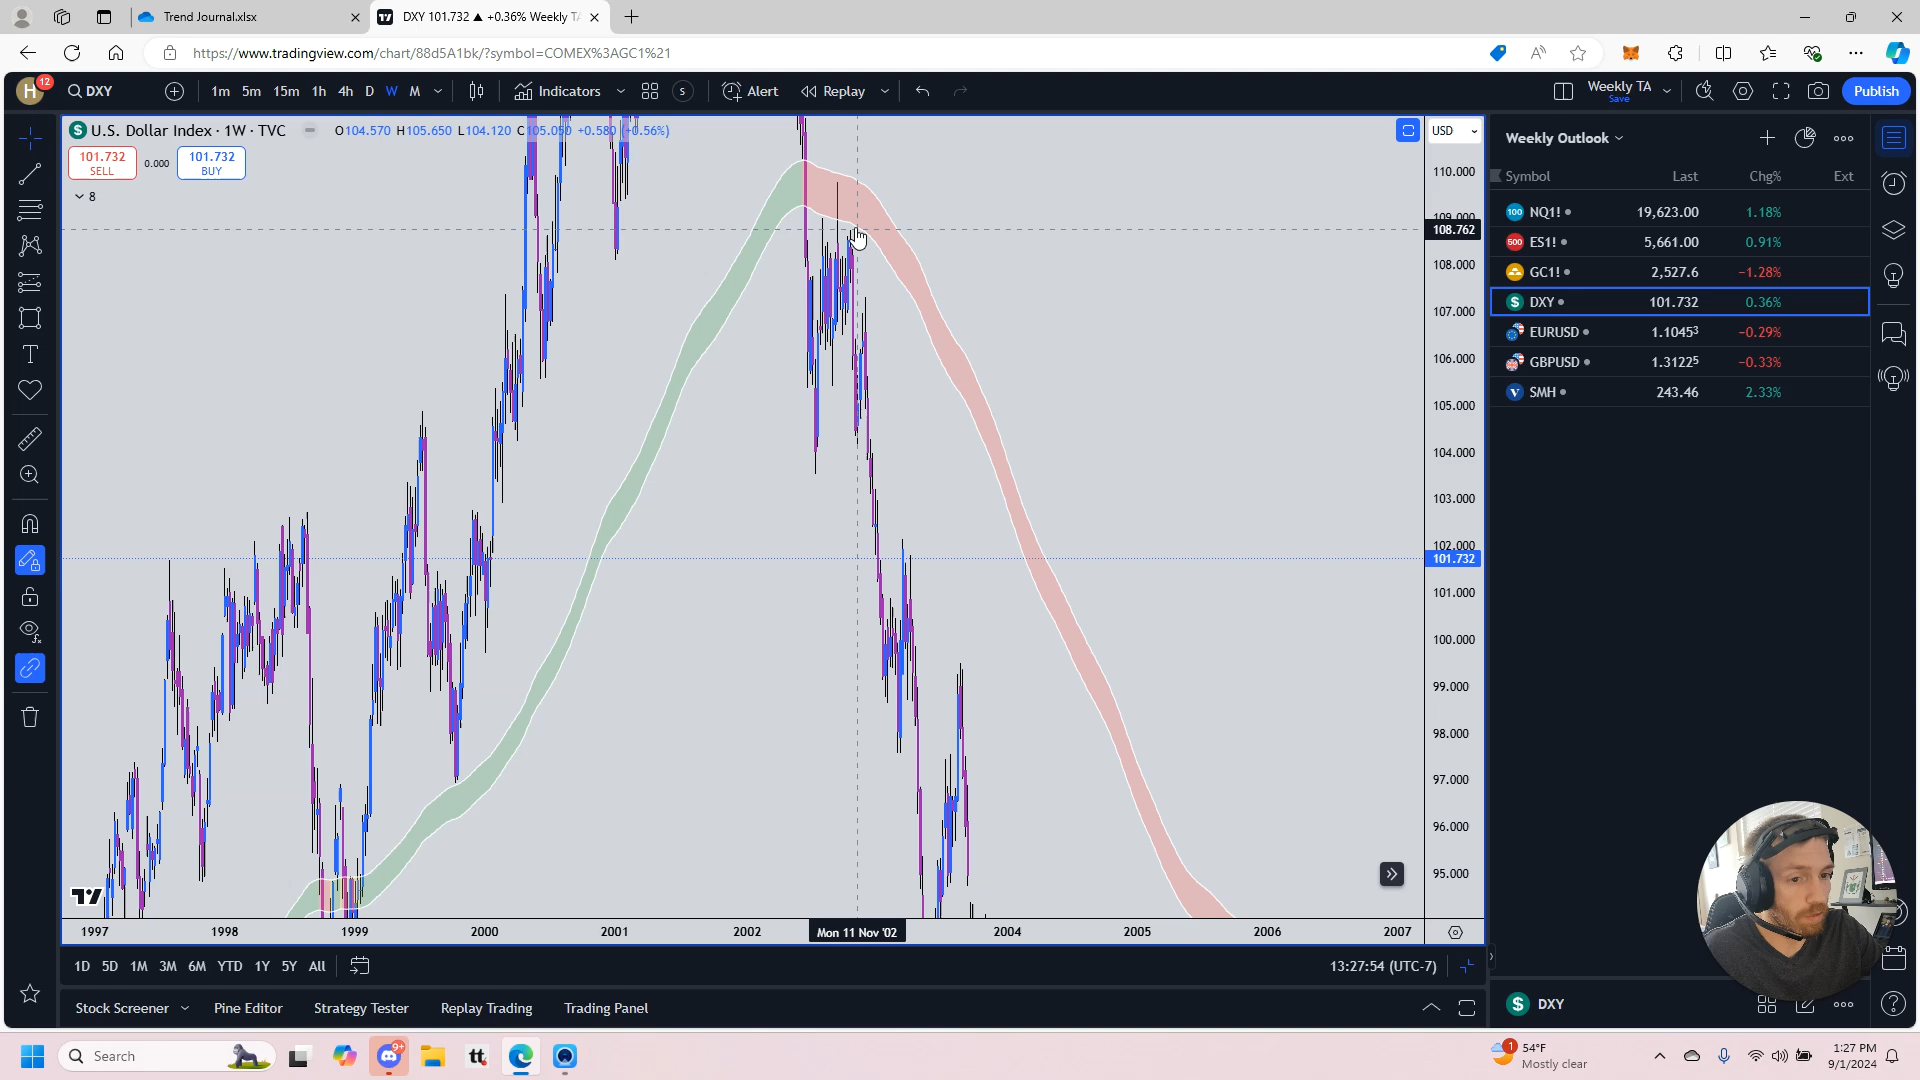 Trend Journal.xlsx
DXY 101.732 ▲ +0.36% Weekly TA
https://www.tradingview.com/chart/88d5A1bk/?symbol=COMEX%3AGC1%21
H 12
DXY 1m 5m 15m 1h 4h D W M Indicators S Alert Replay Weekly TA Save Publish
U.S. Dollar Index · 1W · TVC O104.570 H105.650 L104.120 C105.050 +0.580 (+0.56%)
USD
101.732 SELL 0.000 101.732 BUY
8
110.000
109.000
108.762
108.000
107.000
106.000
105.000
104.000
103.000
102.000
101.732
101.000
100.000
99.000
98.000
97.000
96.000
95.000
1997 1998 1999 2000 2001 2002 Mon 11 Nov '02 2004 2005 2006 2007
1D 5D 1M 3M 6M YTD 1Y 5Y All 13:27:54 (UTC-7)
Stock Screener Pine Editor Strategy Tester Replay Trading Trading Panel
Weekly Outlook
Symbol Last Chg% Ext
100 NQ1! 19,623.00 1.18%
500 ES1! 5,661.00 0.91%
GC1! 2,527.6 −1.28%
$ DXY 101.732 0.36%
EURUSD 1.10453 −0.29%
GBPUSD 1.31225 −0.33%
V SMH 243.46 2.33%
$ DXY
Search
9+
tt
1
54°F
Mostly clear
1:27 PM
9/1/2024